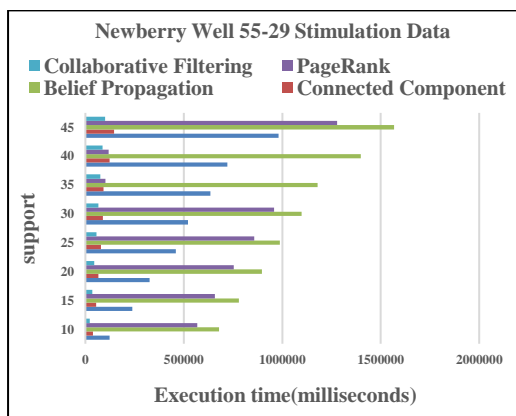 Newberry Well 55-29 Stimulation Data
Collaborative Filtering PageRank
Belief Propagation Connected Component
support
45
40
35
30
25
20
15
10
0 500000 1000000 1500000 2000000
Execution time(milliseconds)